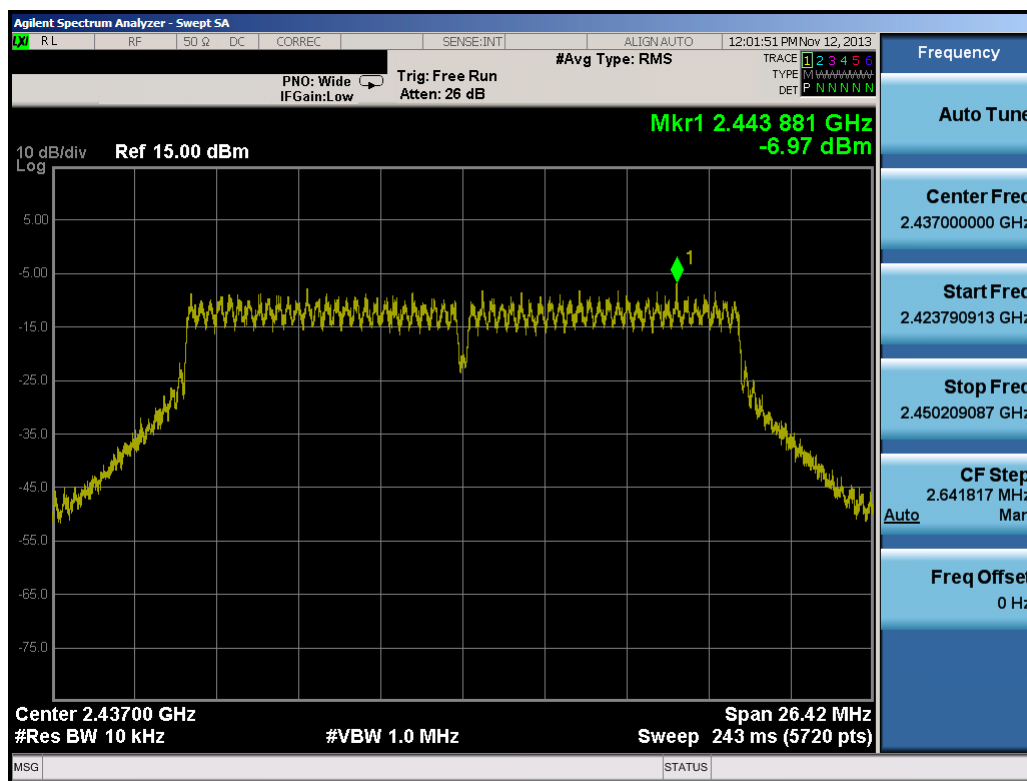 Agilent Spectrum Analyzer - Swept SA
LXI RL RF 50 Ω DC CORREC SENSE:INT ALIGN AUTO 12:01:51 PM Nov 12, 2013
#Avg Type: RMS TRACE 1 2 3 4 5 6
PNO: Wide Trig: Free Run TYPE M WWWWW
IFGain:Low Atten: 26 dB DET P N N N N N
Mkr1 2.443 881 GHz
-6.97 dBm
10 dB/div Ref 15.00 dBm
Log
5.00
-5.00
-15.0
-25.0
-35.0
-45.0
-55.0
-65.0
-75.0
1
Center 2.43700 GHz Span 26.42 MHz
#Res BW 10 kHz #VBW 1.0 MHz Sweep 243 ms (5720 pts)
MSG STATUS
Frequency
Auto Tune
Center Freq
2.437000000 GHz
Start Freq
2.423790913 GHz
Stop Freq
2.450209087 GHz
CF Step
2.641817 MHz
Auto Man
Freq Offset
0 Hz